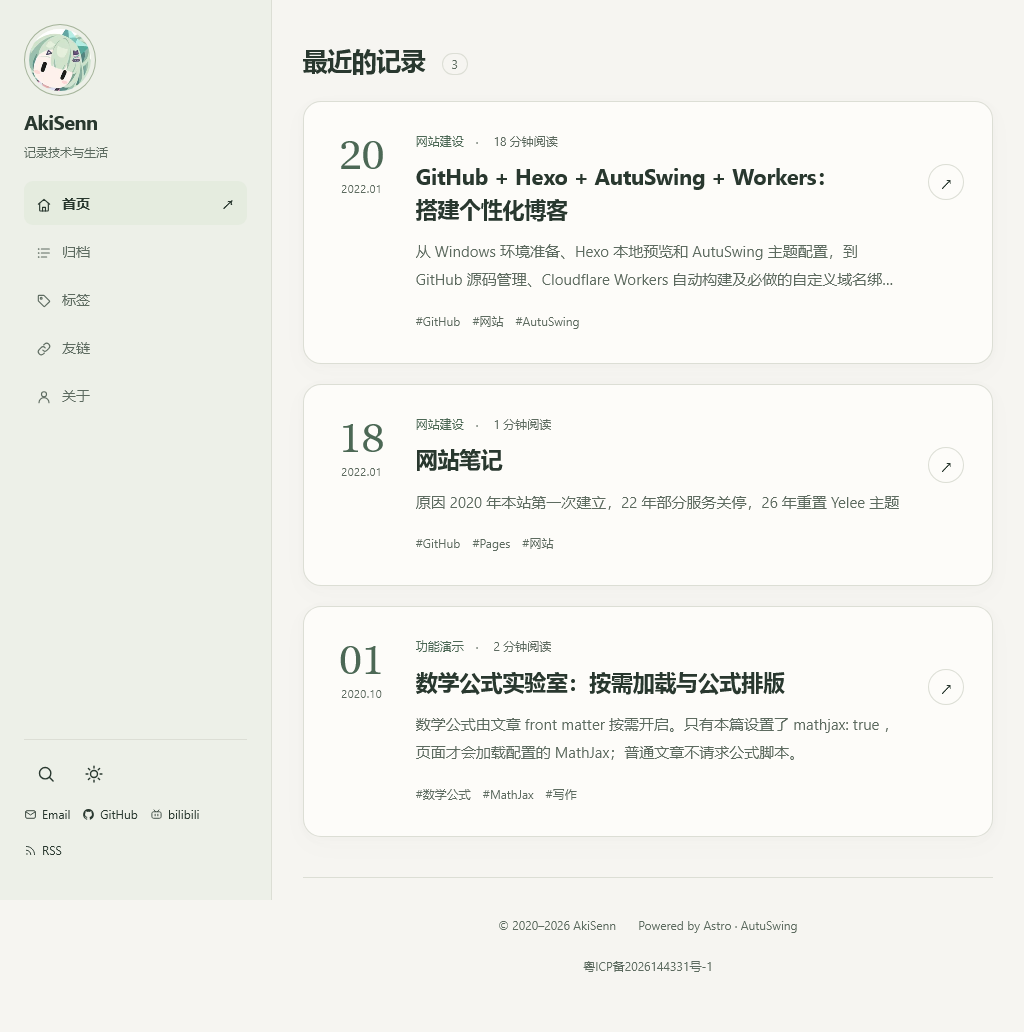 AkiSenn
记录技术与生活
首页
归档
标签
友链
关于
Email GitHub bilibili
RSS
最近的记录 3
20
2022.01
网站建设 · 18 分钟阅读
GitHub + Hexo + AutuSwing + Workers：
搭建个性化博客
从 Windows 环境准备、Hexo 本地预览和 AutuSwing 主题配置，到
GitHub 源码管理、Cloudflare Workers 自动构建及必做的自定义域名绑...
#GitHub #网站 #AutuSwing
18
2022.01
网站建设 · 1 分钟阅读
网站笔记
原因 2020 年本站第一次建立，22 年部分服务关停，26 年重置 Yelee 主题
#GitHub #Pages #网站
01
2020.10
功能演示 · 2 分钟阅读
数学公式实验室：按需加载与公式排版
数学公式由文章 front matter 按需开启。只有本篇设置了 mathjax: true ，
页面才会加载配置的 MathJax；普通文章不请求公式脚本。
#数学公式 #MathJax #写作
© 2020–2026 AkiSenn Powered by Astro · AutuSwing
粤ICP备2026144331号-1